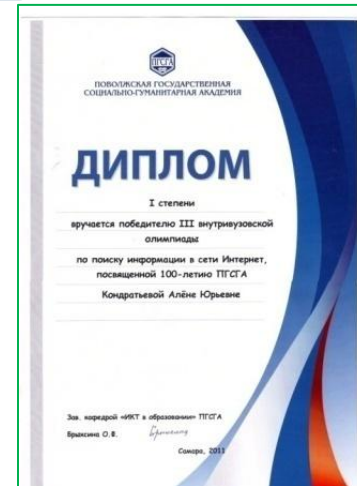 ПГСГА
ПОВОЛЖСКАЯ ГОСУДАРСТВЕННАЯ
СОЦИАЛЬНО-ГУМАНИТАРНАЯ АКАДЕМИЯ
ДИПЛОМ
I степени
вручается победителю III внутривузовской
олимпиады
по поиску информации в сети Интернет,
посвященной 100-летию ПГСГА
Кондратьевой Алёне Юрьевне
Зав. кафедрой «ИКТ в образовании» ПГСГА
Брыксина О.В.
Самара, 2011